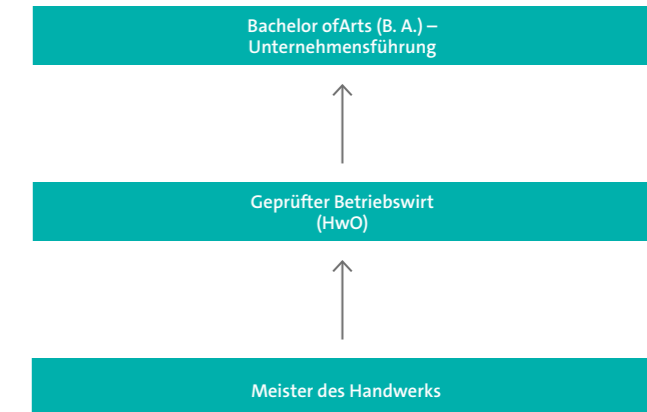 Bachelor ofArts (B. A.) –
Unternehmensführung
Geprüfter Betriebswirt
(HwO)
Meister des Handwerks